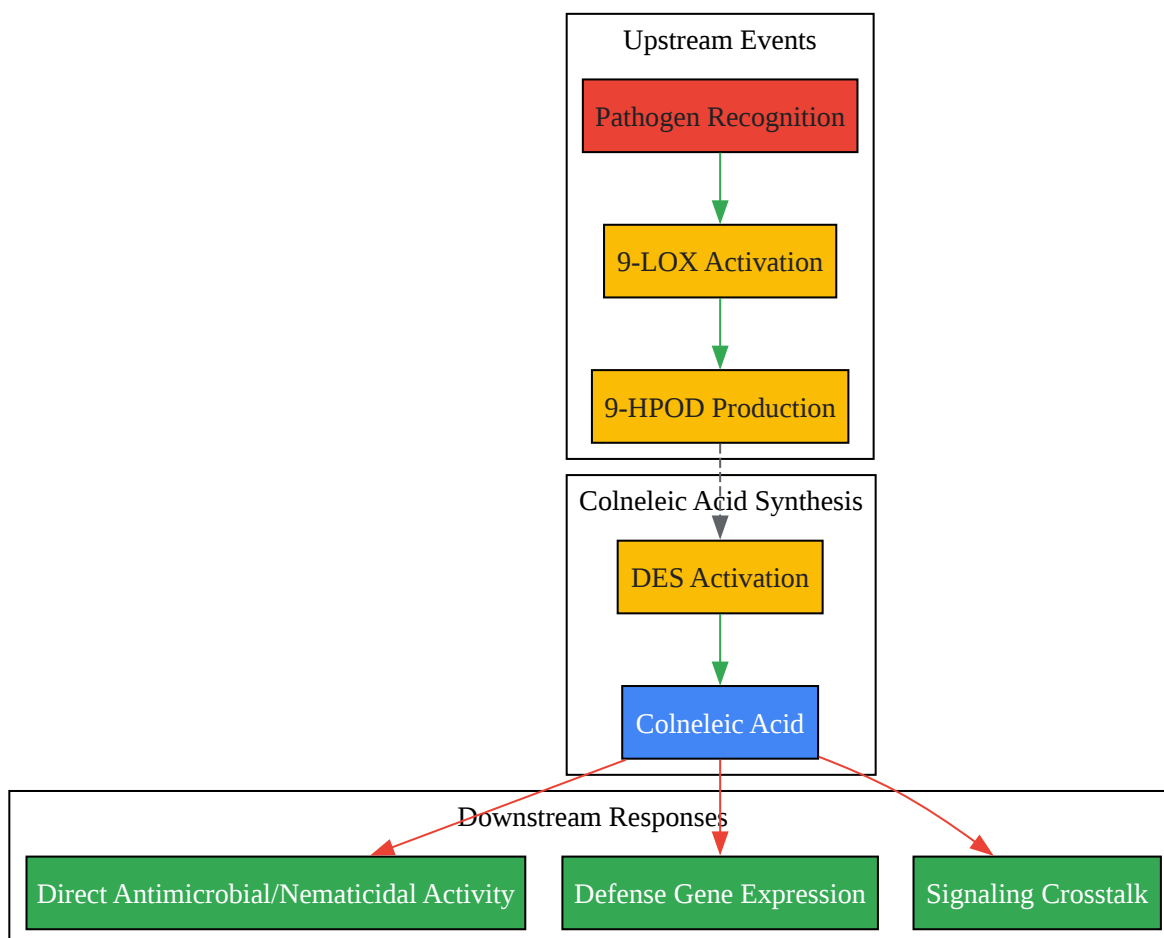 Upstream Events
Pathogen Recognition
9-LOX Activation
9-HPOD Production
Colneleic Acid Synthesis
DES Activation
Colneleic Acid
Downstream Responses
Direct Antimicrobial/Nematicidal Activity
Defense Gene Expression
Signaling Crosstalk